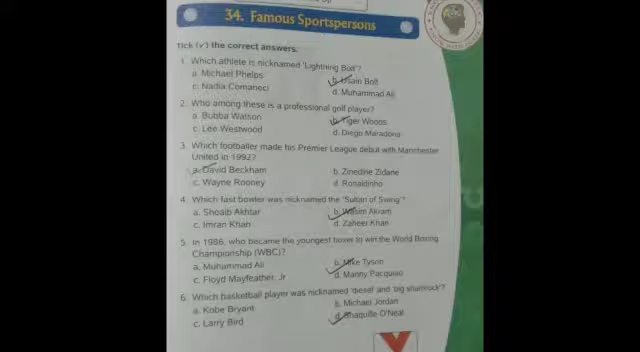 34. Famous Sportspersons
Tick (✓) the correct answers.
1. Which athlete is nicknamed 'Lightning Bolt'?
a. Michael Phelps b. Usain Bolt
c. Nadia Comaneci d. Muhammad Ali
2. Who among these is a professional golf player?
a. Bubba Watson b. Tiger Woods
c. Lee Westwood d. Diego Maradona
3. Which footballer made his Premier League debut with Manchester
United in 1992?
a. David Beckham b. Zinedine Zidane
c. Wayne Rooney d. Ronaldinho
4. Which fast bowler was nicknamed the 'Sultan of Swing'?
a. Shoaib Akhtar b. Wasim Akram
c. Imran Khan d. Zaheer Khan
5. In 1986, who became the youngest boxer to win the World Boxing
Championship (WBC)?
a. Muhammad Ali b. Mike Tyson
c. Floyd Mayfeather, Jr d. Manny Pacquiao
6. Which basketball player was nicknamed 'diesel' and 'big shamrock'?
a. Kobe Bryant b. Michael Jordan
c. Larry Bird d. Shaquille O'Neal